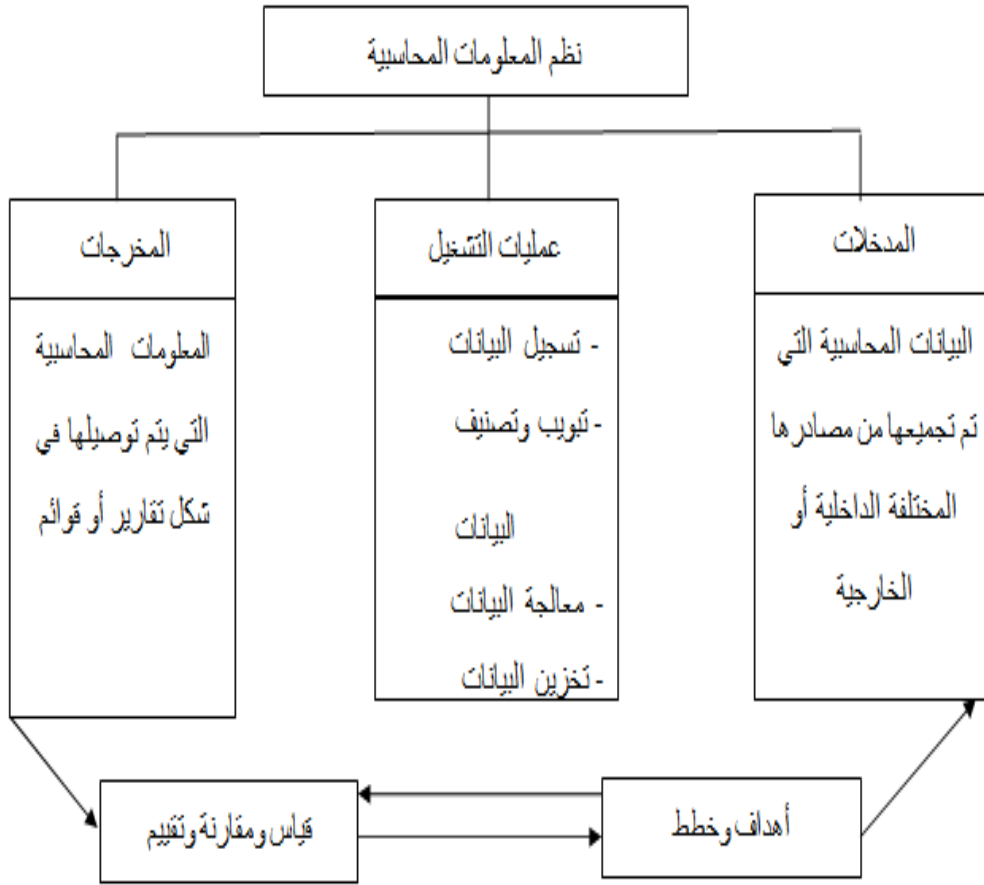 نظم المعلومات المحاسبية
المدخلات
البيانات المحاسبية التي
تم تجميعها من مصادرها
المختلفة الداخلية أو
الخارجية
عمليات التشغيل
- تسجيل البيانات
- تبويب وتصنيف
البيانات
- معالجة البيانات
- تخزين البيانات
المخرجات
المعلومات المحاسبية
التي يتم توصيلها في
شكل تقارير أو قوائم
أهداف وخطط
قياس ومقارنة وتقييم